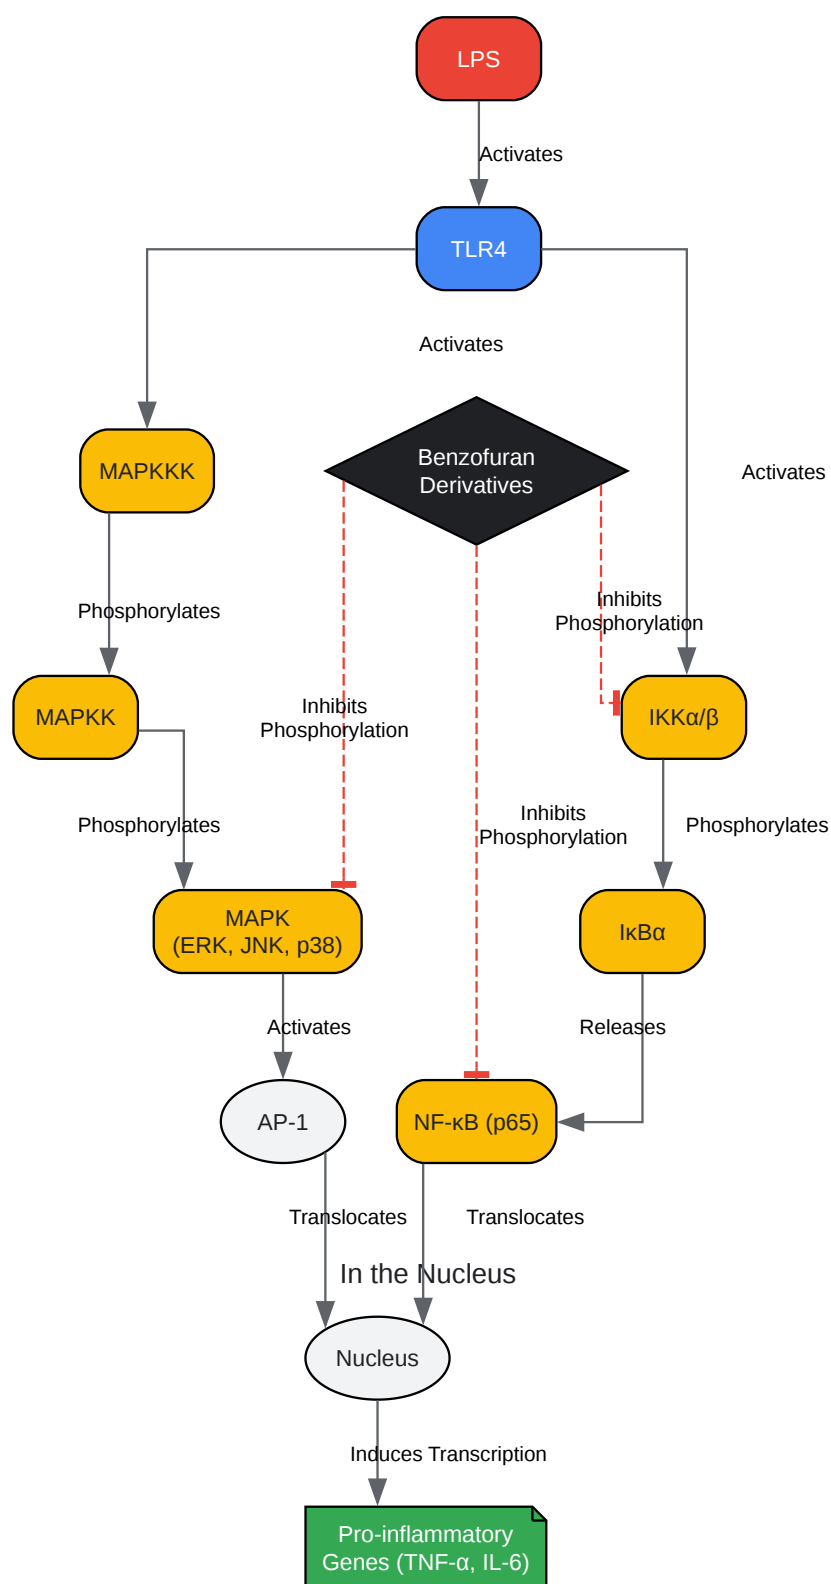 LPS
Activates
TLR4
Activates
Benzofuran
Derivatives
MAPKKK
Activates
Inhibits
Phosphorylation
Phosphorylates
Inhibits
Phosphorylation
MAPKK
IKKα/β
Inhibits
Phosphorylation
Phosphorylates
Phosphorylates
MAPK
(ERK, JNK, p38)
IκBα
Activates
Releases
AP-1
NF-κB (p65)
Translocates
Translocates
In the Nucleus
Nucleus
Induces Transcription
Pro-inflammatory
Genes (TNF-α, IL-6)